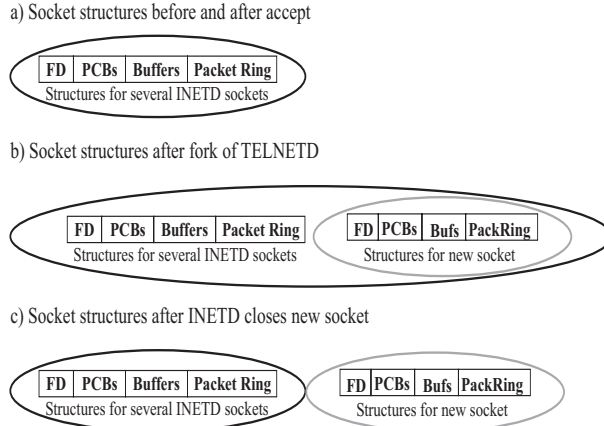 a) Socket structures before and after accept
FD PCBs Buffers Packet Ring
Structures for several INETD sockets
b) Socket structures after fork of TELNETD
FD PCBs Buffers Packet Ring FD PCBs Bufs PackRing
Structures for several INETD sockets Structures for new socket
c) Socket structures after INETD closes new socket
FD PCBs Buffers Packet Ring FD PCBs Bufs PackRing
Structures for several INETD sockets Structures for new socket